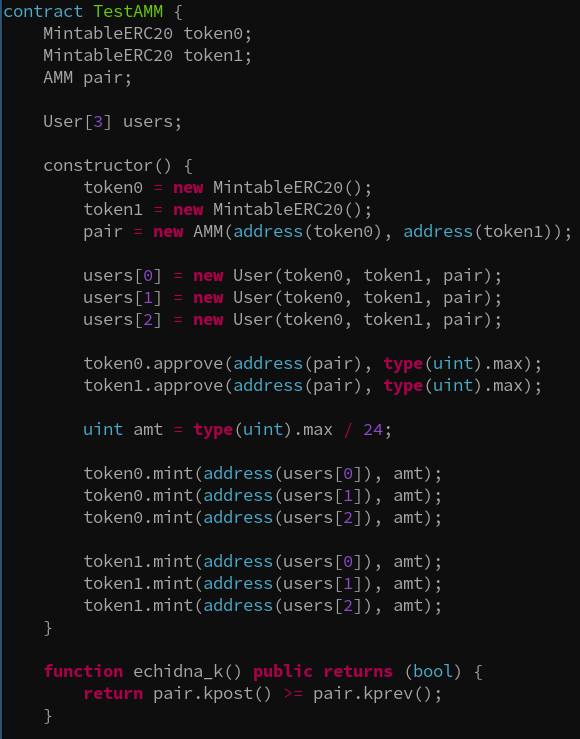 contract TestAMM {
    MintableERC20 token0;
    MintableERC20 token1;
    AMM pair;

    User[3] users;

    constructor() {
        token0 = new MintableERC20();
        token1 = new MintableERC20();
        pair = new AMM(address(token0), address(token1));

        users[0] = new User(token0, token1, pair);
        users[1] = new User(token0, token1, pair);
        users[2] = new User(token0, token1, pair);

        token0.approve(address(pair), type(uint).max);
        token1.approve(address(pair), type(uint).max);

        uint amt = type(uint).max / 24;

        token0.mint(address(users[0]), amt);
        token0.mint(address(users[1]), amt);
        token0.mint(address(users[2]), amt);

        token1.mint(address(users[0]), amt);
        token1.mint(address(users[1]), amt);
        token1.mint(address(users[2]), amt);
    }

    function echidna_k() public returns (bool) {
        return pair.kpost() >= pair.kprev();
    }